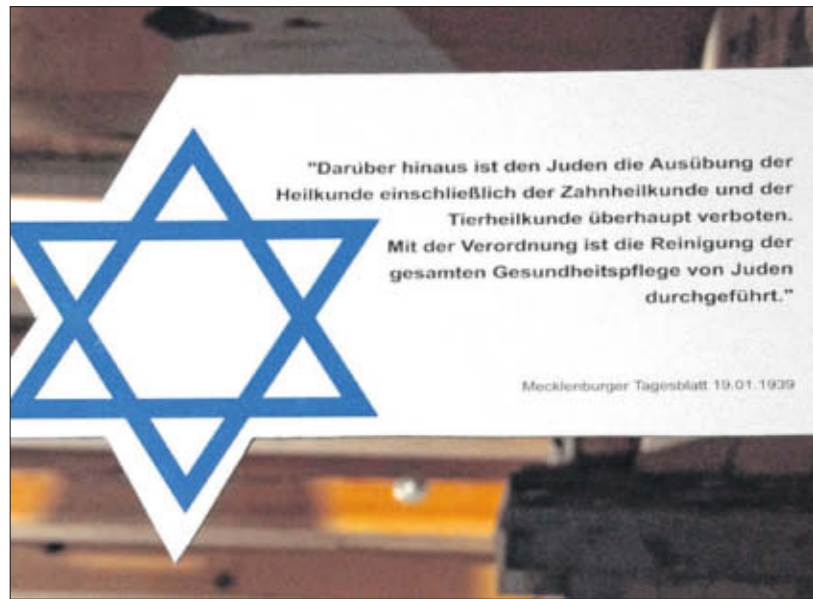 "Darüber hinaus ist den Juden die Ausübung der
Heilkunde einschließlich der Zahnheilkunde und der
Tierheilkunde überhaupt verboten.
Mit der Verordnung ist die Reinigung der
gesamten Gesundheitspflege von Juden
durchgeführt."
Mecklenburger Tagesblatt 19.01.1939